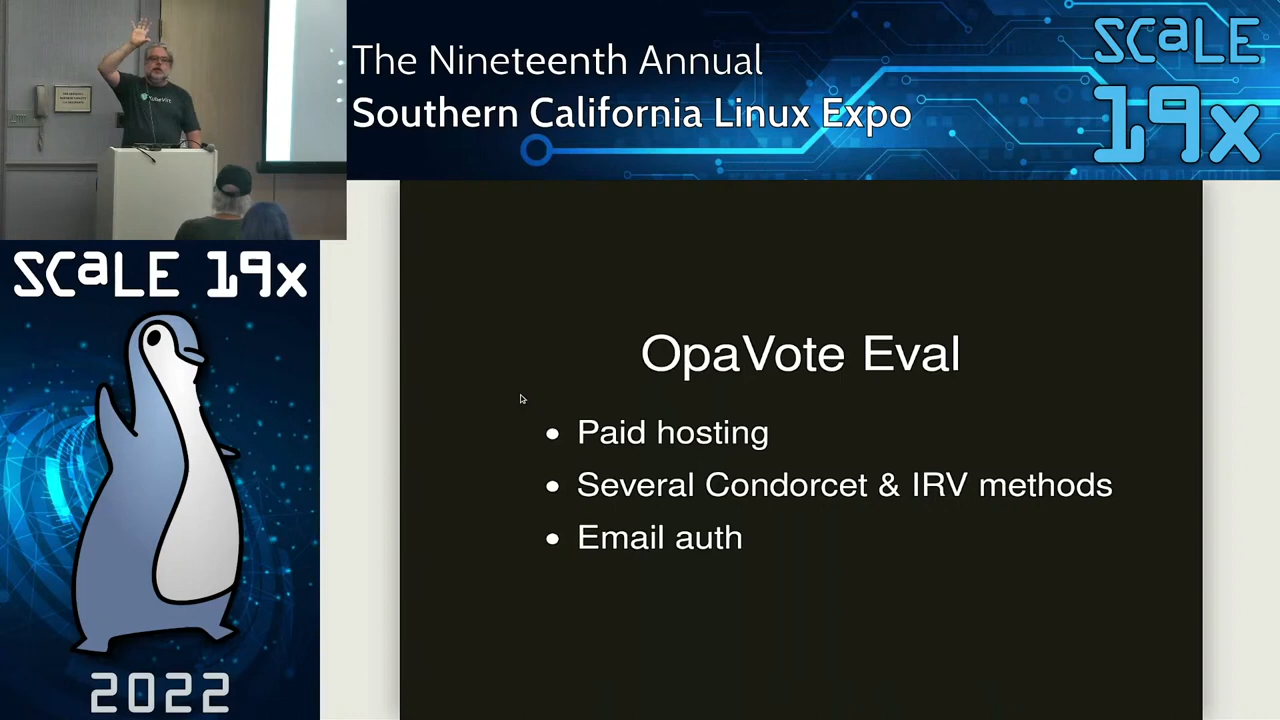 The Nineteenth Annual
Southern California Linux Expo
SCaLE
19x
SCaLE 19x
2022
OpaVote Eval
• Paid hosting
• Several Condorcet & IRV methods
• Email auth